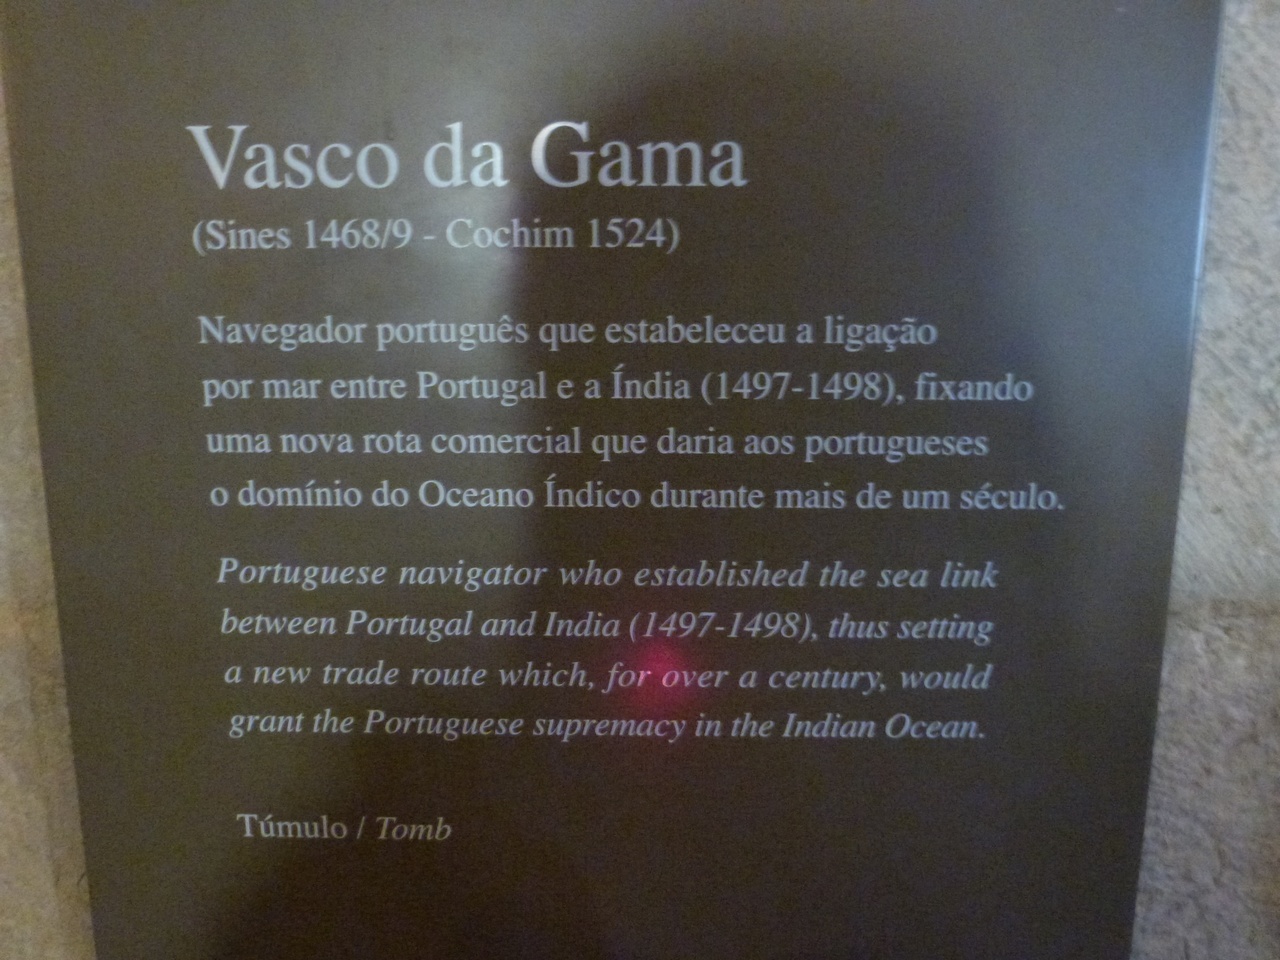 Vasco da Gama
(Sines 1468/9 - Cochim 1524)
Navegador português que estabeleceu a ligação
por mar entre Portugal e a Índia (1497-1498), fixando
uma nova rota comercial que daria aos portugueses
o domínio do Oceano Índico durante mais de um século.
Portuguese navigator who established the sea link
between Portugal and India (1497-1498), thus setting
a new trade route which, for over a century, would
grant the Portuguese supremacy in the Indian Ocean.
Túmulo / Tomb